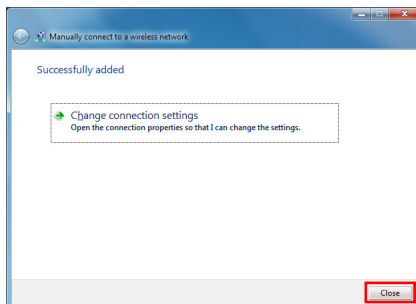 Manually connect to a wireless network
Successfully added
Change connection settings
Open the connection properties so that I can change the settings.
Close